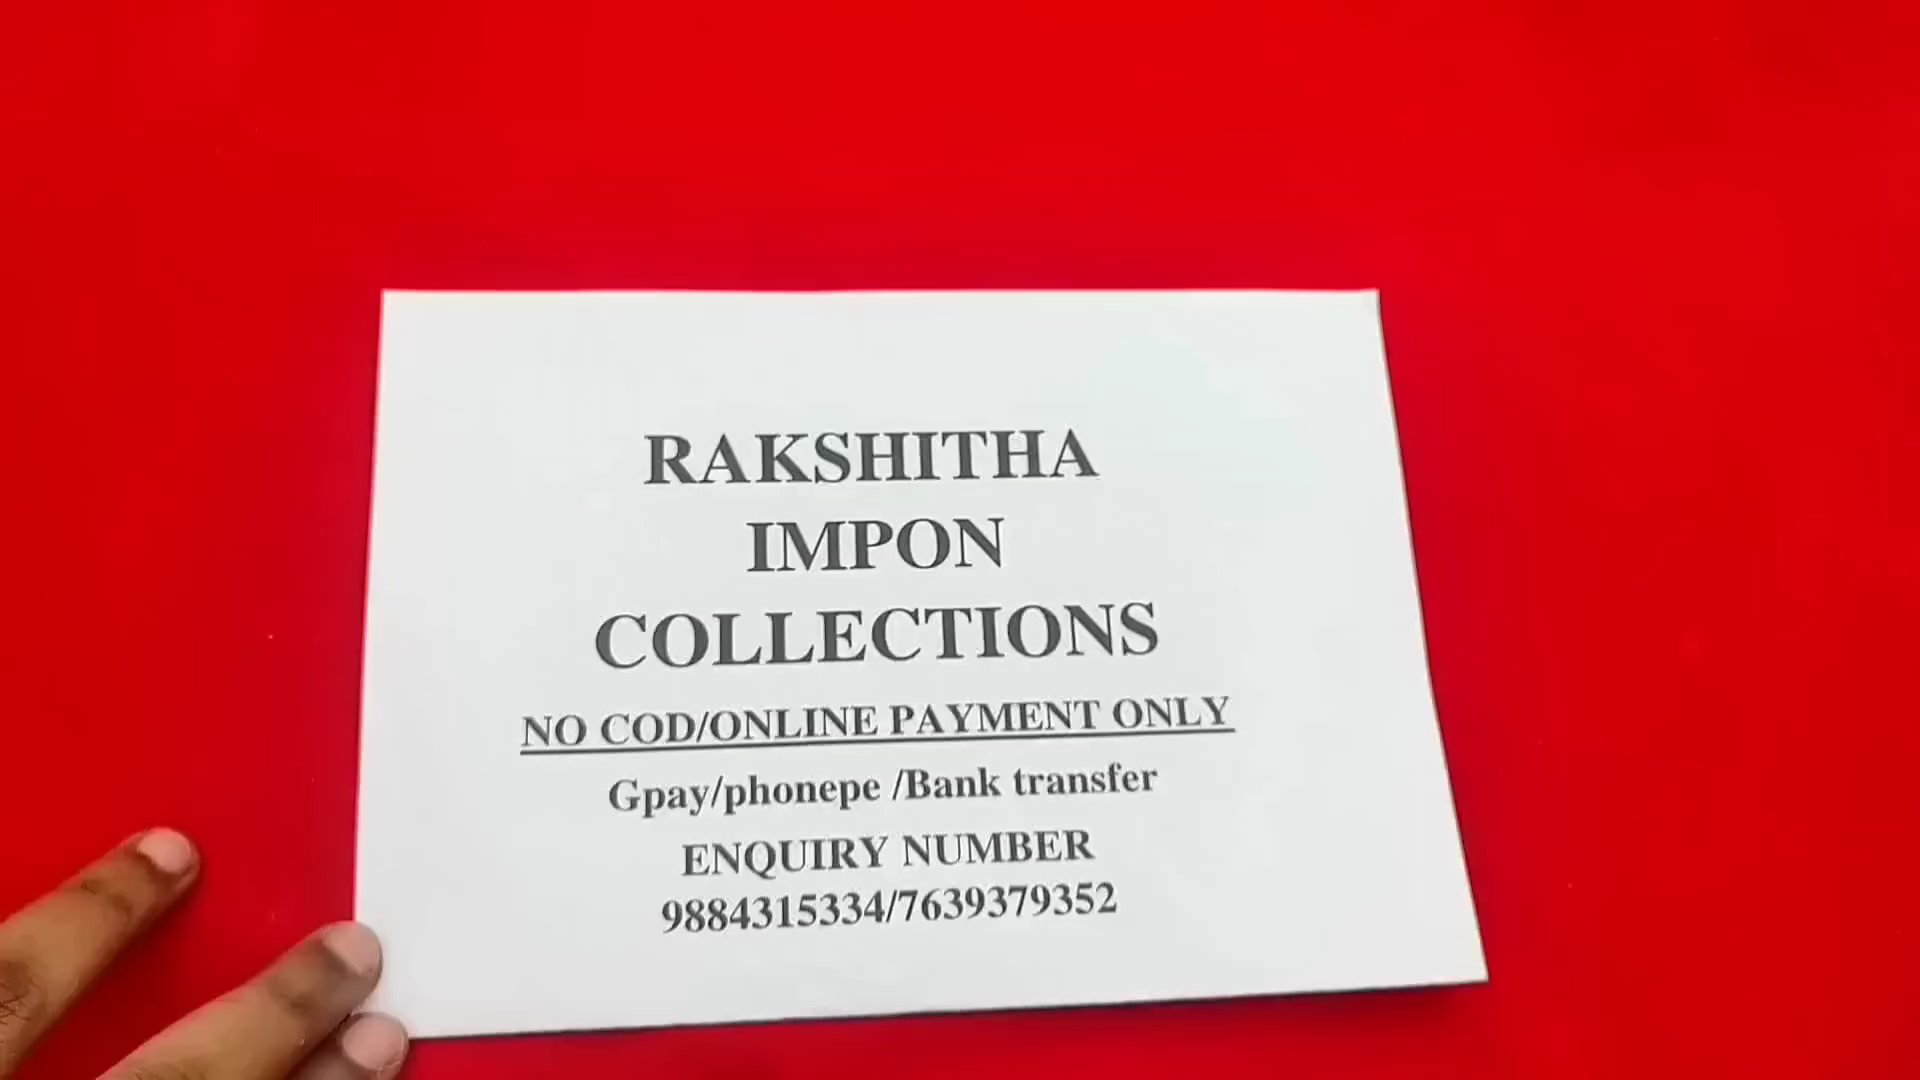 RAKSHITHA
IMPON
COLLECTIONS
NO COD/ONLINE PAYMENT ONLY
Gpay/phonepe /Bank transfer
ENQUIRY NUMBER
9884315334/7639379352